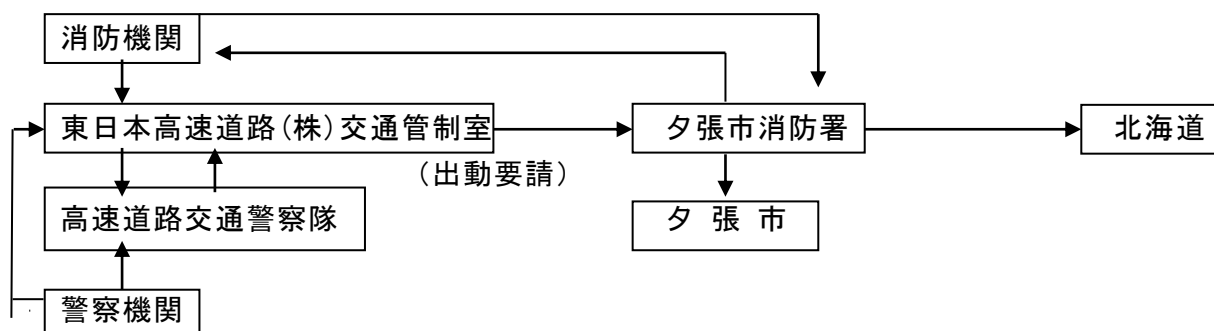 消防機関
東日本高速道路(株)交通管制室
夕張市消防署
北海道
(出動要請)
高速道路交通警察隊
夕 張 市
警察機関